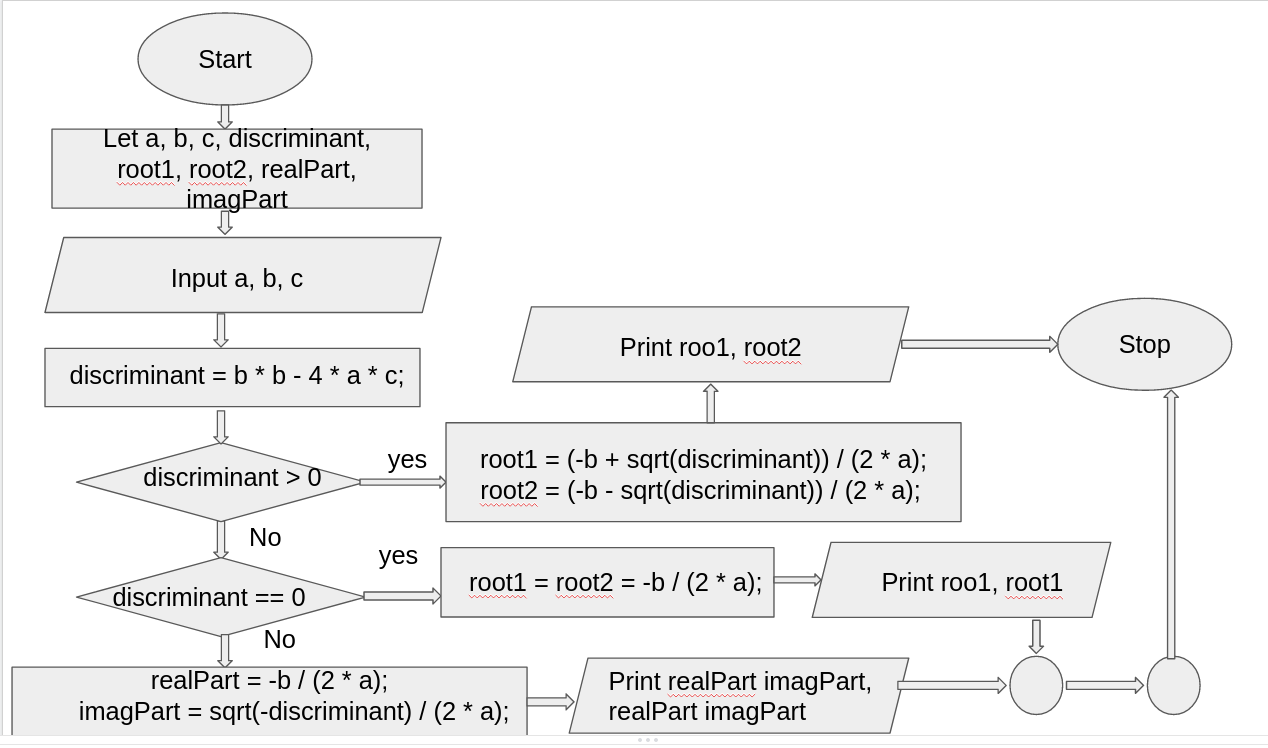 Start
Let a, b, c, discriminant,
root1, root2, realPart,
imagPart
Input a, b, c
discriminant = b * b - 4 * a * c;
discriminant > 0
yes
root1 = (-b + sqrt(discriminant)) / (2 * a);
root2 = (-b - sqrt(discriminant)) / (2 * a);
Print roo1, root2
Stop
No
discriminant == 0
yes
root1 = root2 = -b / (2 * a);
Print roo1, root1
No
realPart = -b / (2 * a);
imagPart = sqrt(-discriminant) / (2 * a);
Print realPart imagPart,
realPart imagPart